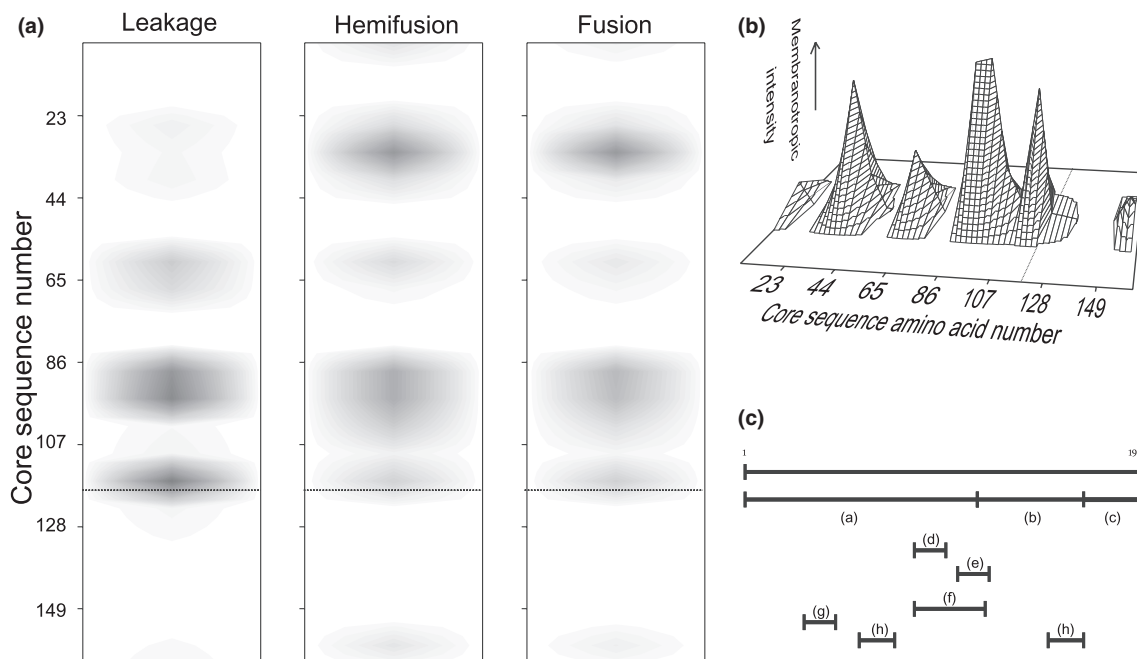 (a)
Leakage
Hemifusion
Fusion
Core sequence number
23
44
65
86
107
128
149
(b)
Membranotropic
intensity
23
44
65
86
107
128
149
Core sequence amino acid number
(c)
1
19
(a)
(b)
(c)
(d)
(e)
(f)
(g)
(h)
(h)